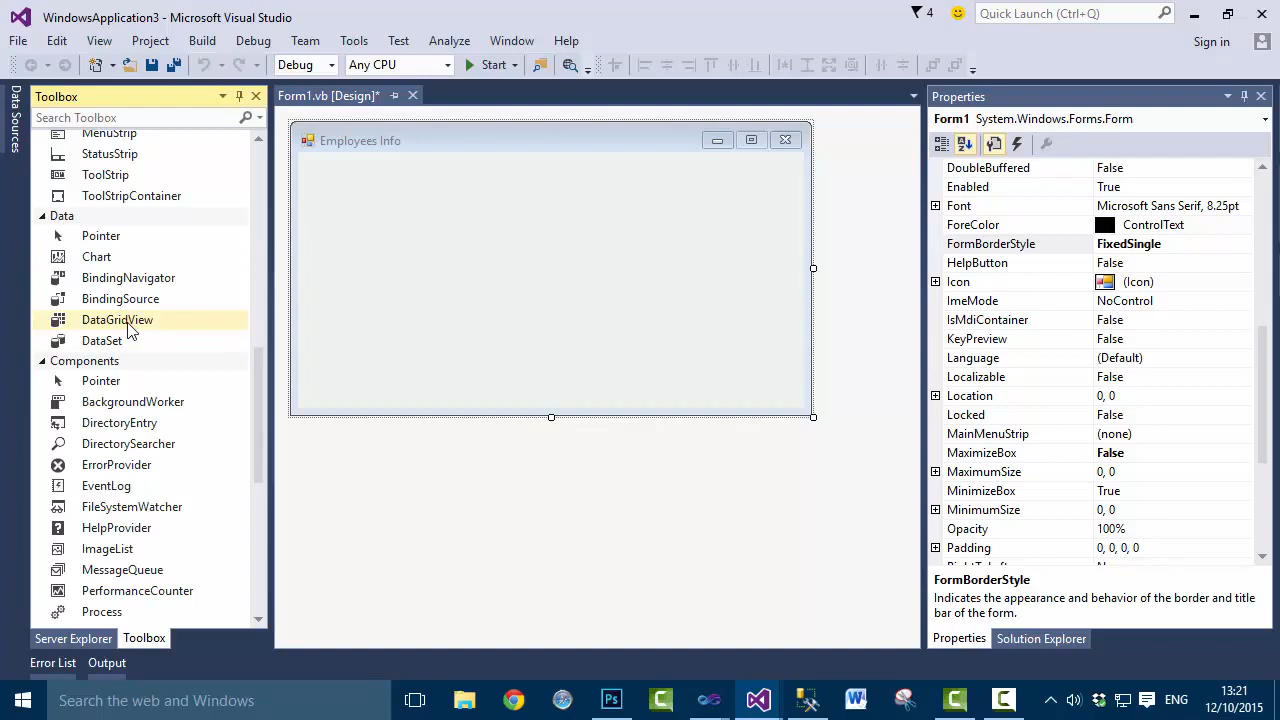 WindowsApplication3 - Microsoft Visual Studio
4
Quick Launch (Ctrl+Q)
File Edit View Project Build Debug Team Tools Test Analyze Window Help
Sign in
Debug Any CPU Start
Data Sources
Toolbox
Search Toolbox
MenuStrip
StatusStrip
ToolStrip
ToolStripContainer
Data
Pointer
Chart
BindingNavigator
BindingSource
DataGridView
DataSet
Components
Pointer
BackgroundWorker
DirectoryEntry
DirectorySearcher
ErrorProvider
EventLog
FileSystemWatcher
HelpProvider
ImageList
MessageQueue
PerformanceCounter
Process
Server Explorer Toolbox
Error List Output
Form1.vb [Design]*
Employees Info
Properties
Form1 System.Windows.Forms.Form
DoubleBuffered False
Enabled True
Font Microsoft Sans Serif, 8.25pt
ForeColor ControlText
FormBorderStyle FixedSingle
HelpButton False
Icon (Icon)
ImeMode NoControl
IsMdiContainer False
KeyPreview False
Language (Default)
Localizable False
Location 0, 0
Locked False
MainMenuStrip (none)
MaximizeBox False
MaximumSize 0, 0
MinimizeBox True
MinimumSize 0, 0
Opacity 100%
Padding 0, 0, 0, 0
FormBorderStyle
Indicates the appearance and behavior of the border and title
bar of the form.
Properties Solution Explorer
Search the web and Windows
Ps
ENG
13:21
12/10/2015